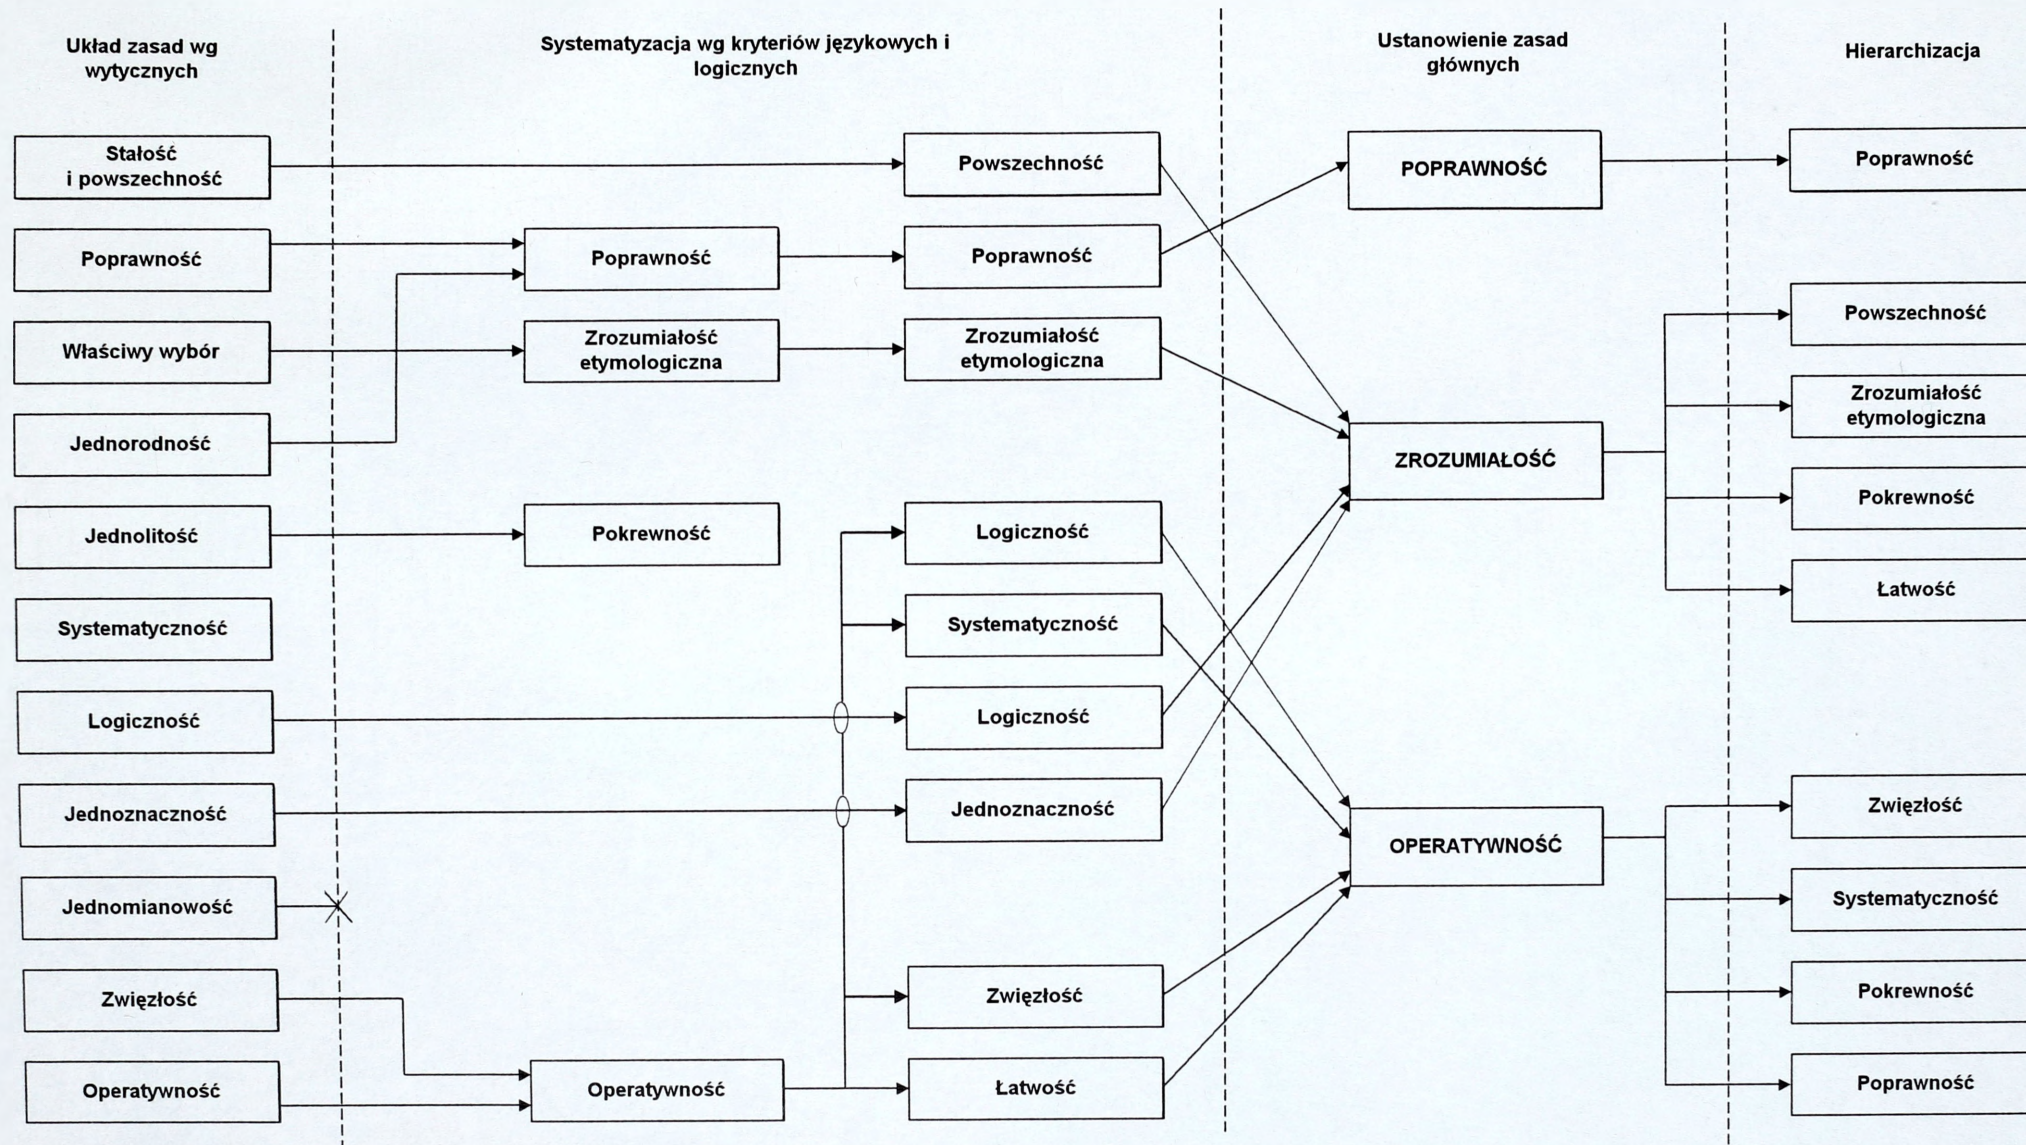 Układ zasad wg
wytycznych
Systematyzacja wg kryteriów językowych i
logicznych
Ustanowienie zasad
głównych
Hierarchizacja
Stałość
i powszechność
Poprawność
Właściwy wybór
Jednorodność
Jednolitość
Systematyczność
Logiczność
Jednoznaczność
Jednomianowość
Zwięzłość
Operatywność
Poprawność
Zrozumiałość
etymologiczna
Pokrewność
Operatywność
Powszechność
Poprawność
Zrozumiałość
etymologiczna
Logiczność
Systematyczność
Logiczność
Jednoznaczność
Zwięzłość
Łatwość
POPRAWNOŚĆ
ZROZUMIAŁOŚĆ
OPERATYWNOŚĆ
Poprawność
Powszechność
Zrozumiałość
etymologiczna
Pokrewność
Łatwość
Zwięzłość
Systematyczność
Pokrewność
Poprawność